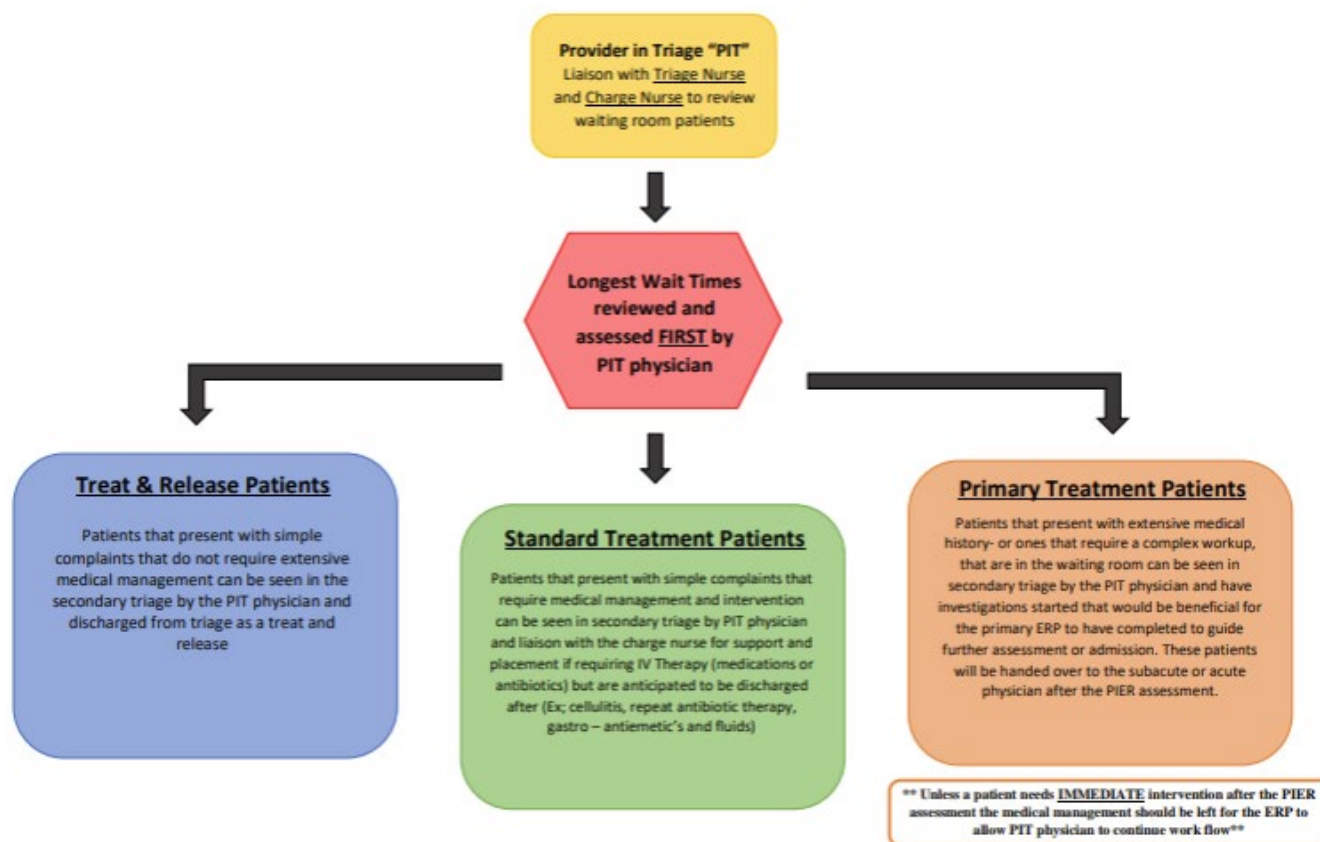 Provider in Triage “PIT”
Liaison with Triage Nurse
and Charge Nurse to review
waiting room patients
Longest Wait Times
reviewed and
assessed FIRST by
PIT physician
Treat & Release Patients
Patients that present with simple
complaints that do not require extensive
medical management can be seen in the
secondary triage by the PIT physician and
discharged from triage as a treat and
release
Standard Treatment Patients
Patients that present with simple complaints that
require medical management and intervention
can be seen in secondary triage by PIT physician
and liaison with the charge nurse for support and
placement if requiring IV Therapy (medications or
antibiotics) but are anticipated to be discharged
after (Ex; cellulitis, repeat antibiotic therapy,
gastro – antiemetic’s and fluids)
Primary Treatment Patients
Patients that present with extensive medical
history- or ones that require a complex workup,
that are in the waiting room can be seen in
secondary triage by the PIT physician and have
investigations started that would be beneficial for
the primary ERP to have completed to guide
further assessment or admission. These patients
will be handed over to the subacute or acute
physician after the PIER assessment.
** Unless a patient needs IMMEDIATE intervention after the PIER
assessment the medical management should be left for the ERP to
allow PIT physician to continue work flow**